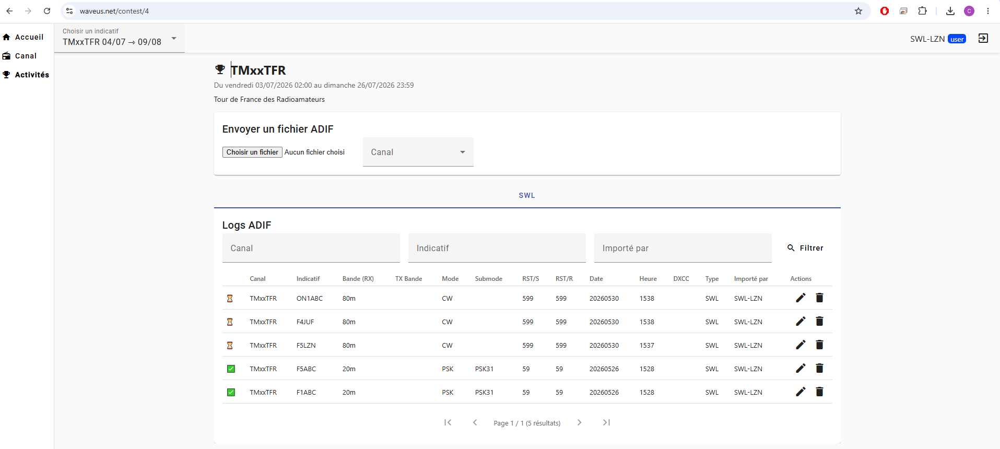 waveus.net/contest/4
C
Accueil
Canal
Activités
Choisir un indicatif
TMxxTFR 04/07 → 09/08
SWL-LZN user
TMxxTFR
Du vendredi 03/07/2026 02:00 au dimanche 26/07/2026 23:59
Tour de France des Radioamateurs
Envoyer un fichier ADIF
Choisir un fichier Aucun fichier choisi Canal
SWL
Logs ADIF
Canal Indicatif Importé par Filtrer
Canal Indicatif Bande (RX) TX Bande Mode Submode RST/S RST/R Date Heure DXCC Type Importé par Actions
TMxxTFR ON1ABC 80m CW 599 599 20260530 1538 SWL SWL-LZN
TMxxTFR F4JUF 80m CW 599 599 20260530 1538 SWL SWL-LZN
TMxxTFR F5LZN 80m CW 599 599 20260530 1537 SWL SWL-LZN
TMxxTFR F5ABC 20m PSK PSK31 59 59 20260526 1528 SWL SWL-LZN
TMxxTFR F1ABC 20m PSK PSK31 59 59 20260526 1528 SWL SWL-LZN
Page 1 / 1 (5 résultats)